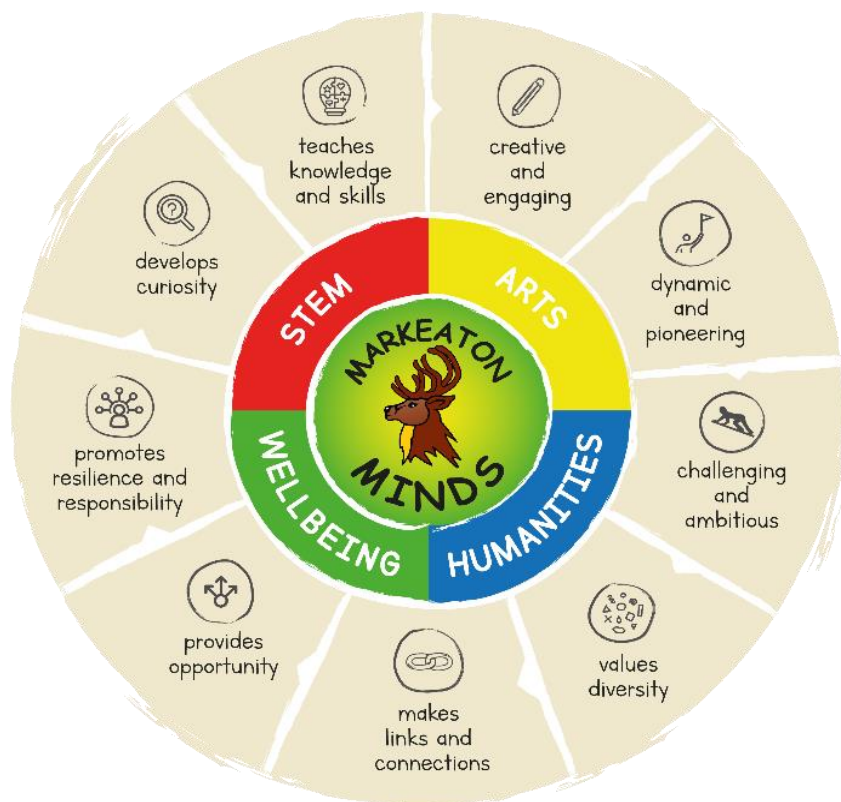 MARKEATON
MINDS
STEM
ARTS
HUMANITIES
WELLBEING
creative
and
engaging
dynamic
and
pioneering
challenging
and
ambitious
values
diversity
makes
links and
connections
provides
opportunity
promotes
resilience and
responsibility
develops
curiosity
teaches
knowledge
and skills